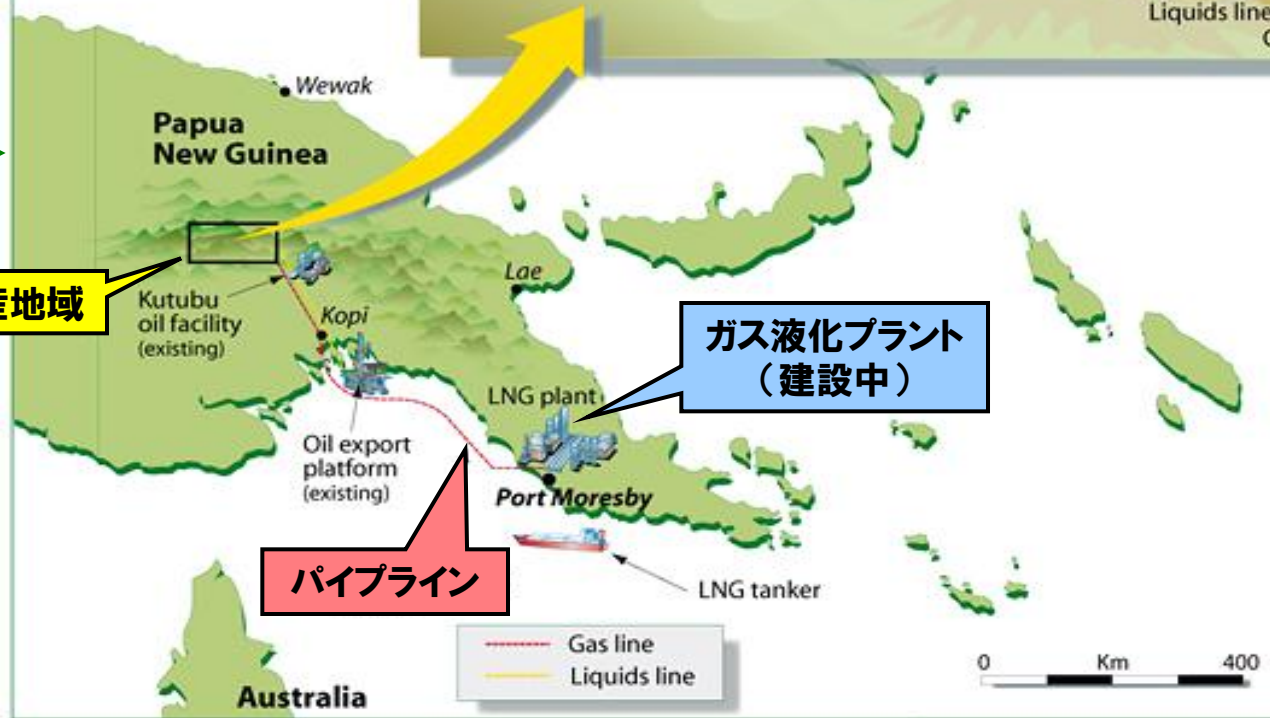 Liquids line
Wewak
Papua
New Guinea
産地域
Kutubu
oil facility
(existing)
Kopi
Lae
ガス液化プラント
（建設中）
LNG plant
Oil export
platform
(existing)
Port Moresby
パイプライン
LNG tanker
Gas line
Liquids line
Australia
0 Km 400